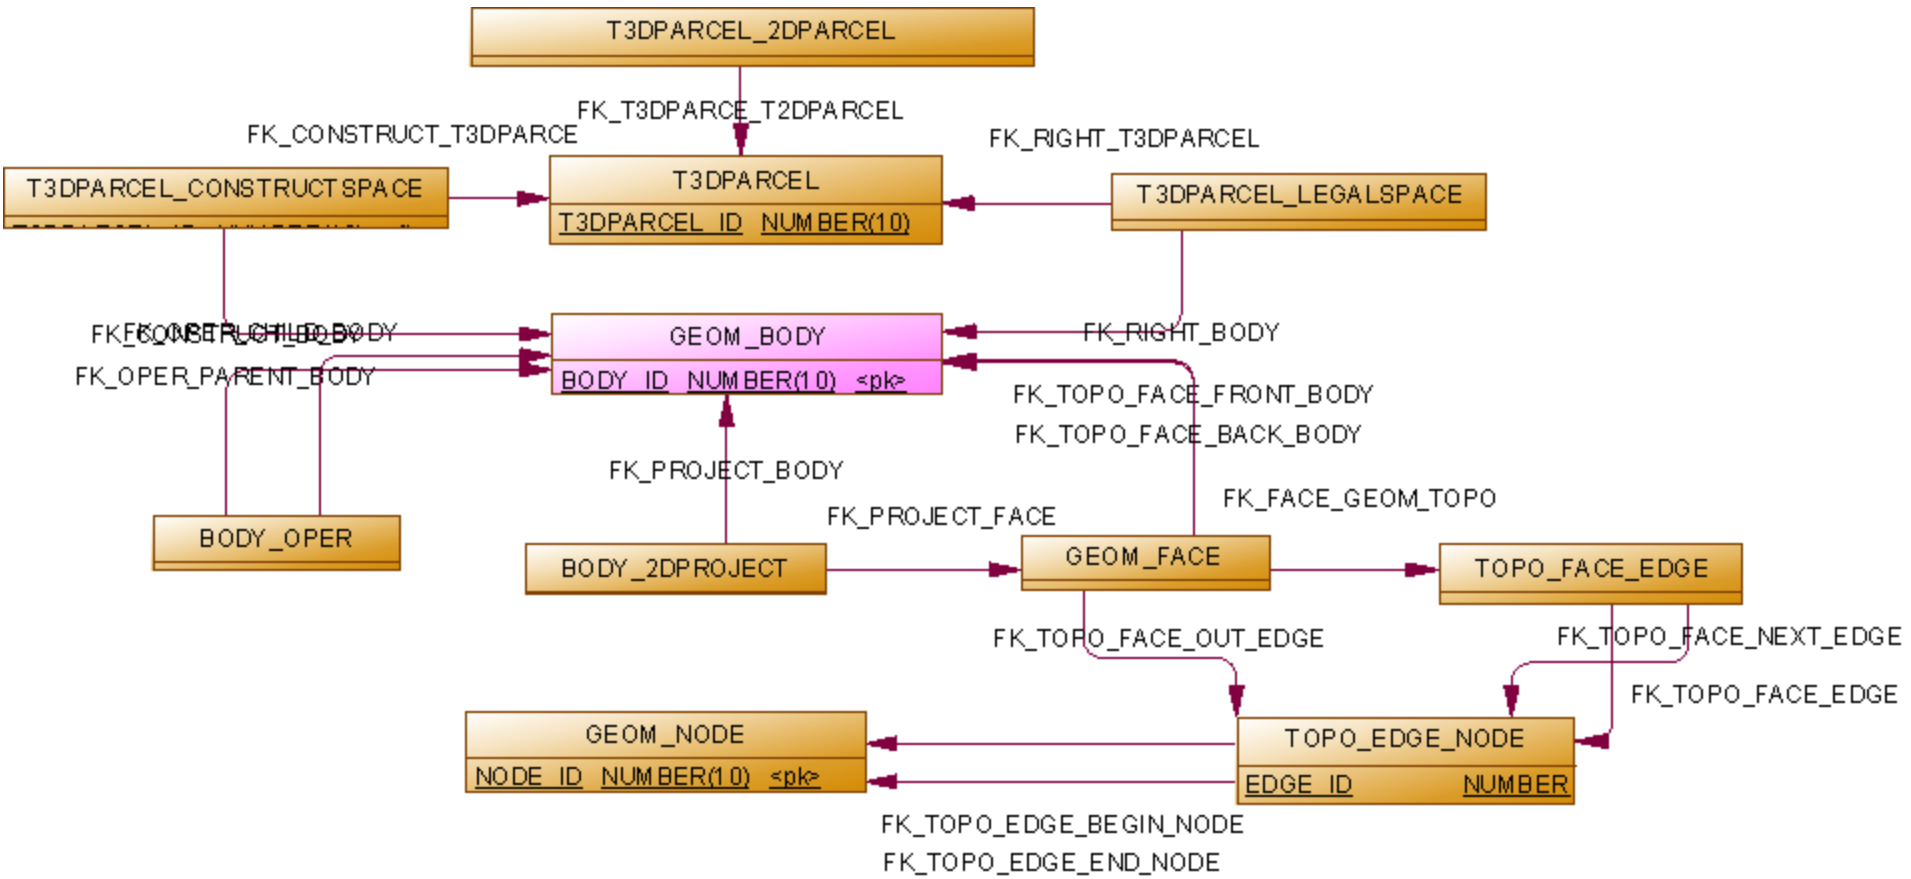 T3DPARCEL_2DPARCEL
FK_T3DPARCE_T2DPARCEL
FK_CONSTRUCT_T3DPARCE
FK_RIGHT_T3DPARCEL
T3DPARCEL_CONSTRUCTSPACE
T3DPARCEL
T3DPARCEL_ID NUMBER(10)
T3DPARCEL_LEGALSPACE
FK_CONSTRUCT_BODY
FK_OPER_CHILD_BODY
GEOM_BODY
FK_RIGHT_BODY
FK_OPER_PARENT_BODY
BODY_ID NUMBER(10) <pk>
FK_TOPO_FACE_FRONT_BODY
FK_TOPO_FACE_BACK_BODY
FK_PROJECT_BODY
FK_FACE_GEOM_TOPO
FK_PROJECT_FACE
BODY_OPER
BODY_2DPROJECT
GEOM_FACE
TOPO_FACE_EDGE
FK_TOPO_FACE_OUT_EDGE
FK_TOPO_FACE_NEXT_EDGE
FK_TOPO_FACE_EDGE
GEOM_NODE
NODE_ID NUMBER(10) <pk>
TOPO_EDGE_NODE
EDGE_ID NUMBER
FK_TOPO_EDGE_BEGIN_NODE
FK_TOPO_EDGE_END_NODE